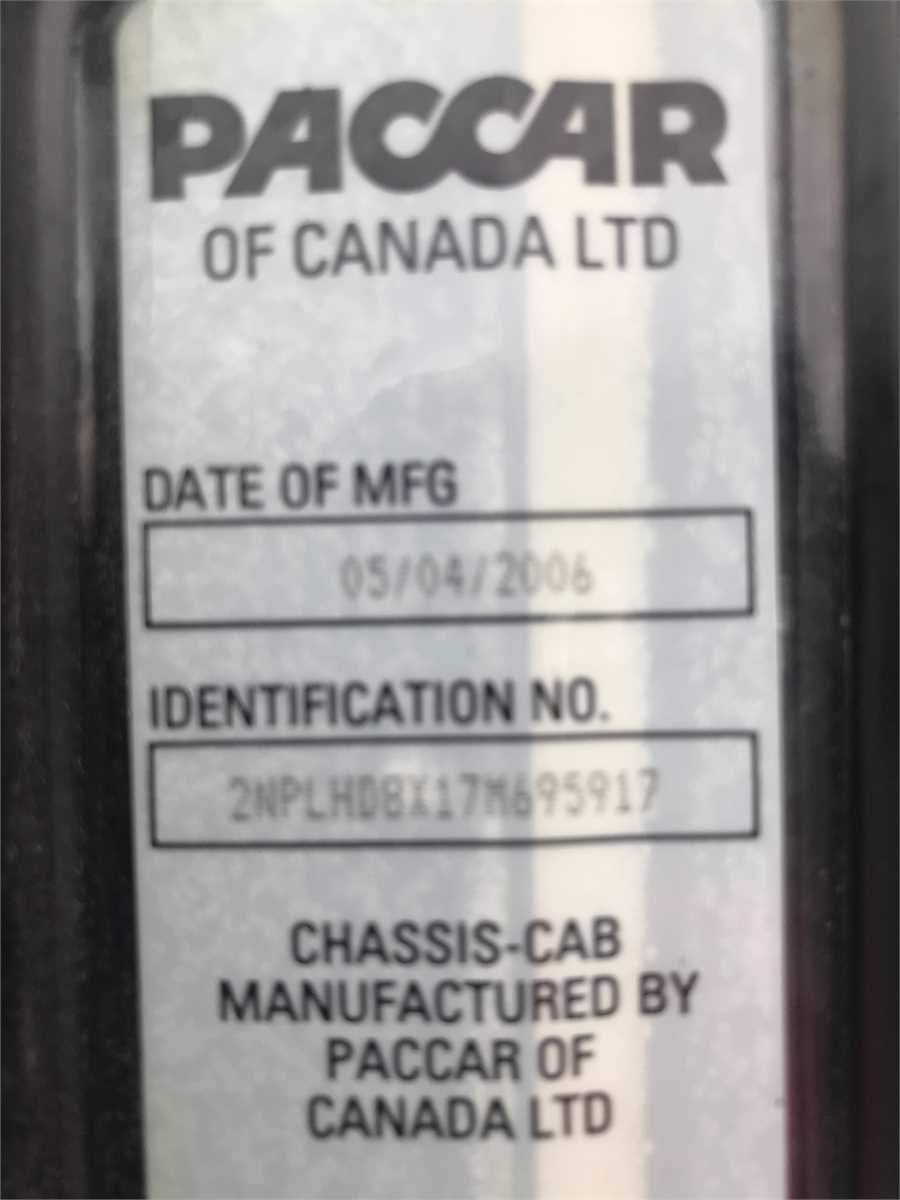 PACCAR
OF CANADA LTD
DATE OF MFG
05/04/2006
IDENTIFICATION NO.
2NPLHD8X17M695917
CHASSIS-CAB
MANUFACTURED BY
PACCAR OF
CANADA LTD